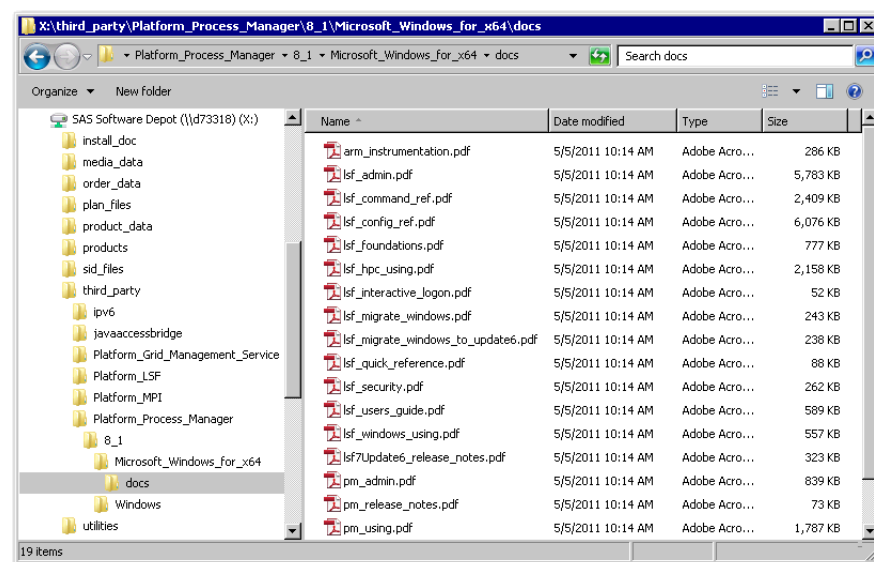 X:\third_party\Platform_Process_Manager\8_1\Microsoft_Windows_for_x64\docs
Platform_Process_Manager 8_1 Microsoft_Windows_for_x64 docs Search docs
Organize New folder
SAS Software Depot (\\d73318) (X:)
install_doc
media_data
order_data
plan_files
product_data
products
sid_files
third_party
ipv6
javaaccessbridge
Platform_Grid_Management_Service
Platform_LSF
Platform_MPI
Platform_Process_Manager
8_1
Microsoft_Windows_for_x64
docs
Windows
utilities
Name Date modified Type Size
arm_instrumentation.pdf 5/5/2011 10:14 AM Adobe Acro... 286 KB
lsf_admin.pdf 5/5/2011 10:14 AM Adobe Acro... 5,783 KB
lsf_command_ref.pdf 5/5/2011 10:14 AM Adobe Acro... 2,409 KB
lsf_config_ref.pdf 5/5/2011 10:14 AM Adobe Acro... 6,076 KB
lsf_foundations.pdf 5/5/2011 10:14 AM Adobe Acro... 777 KB
lsf_hpc_using.pdf 5/5/2011 10:14 AM Adobe Acro... 2,158 KB
lsf_interactive_logon.pdf 5/5/2011 10:14 AM Adobe Acro... 52 KB
lsf_migrate_windows.pdf 5/5/2011 10:14 AM Adobe Acro... 243 KB
lsf_migrate_windows_to_update6.pdf 5/5/2011 10:14 AM Adobe Acro... 238 KB
lsf_quick_reference.pdf 5/5/2011 10:14 AM Adobe Acro... 88 KB
lsf_security.pdf 5/5/2011 10:14 AM Adobe Acro... 262 KB
lsf_users_guide.pdf 5/5/2011 10:14 AM Adobe Acro... 589 KB
lsf_windows_using.pdf 5/5/2011 10:14 AM Adobe Acro... 557 KB
lsf7Update6_release_notes.pdf 5/5/2011 10:14 AM Adobe Acro... 323 KB
pm_admin.pdf 5/5/2011 10:14 AM Adobe Acro... 839 KB
pm_release_notes.pdf 5/5/2011 10:14 AM Adobe Acro... 73 KB
pm_using.pdf 5/5/2011 10:14 AM Adobe Acro... 1,787 KB
19 items